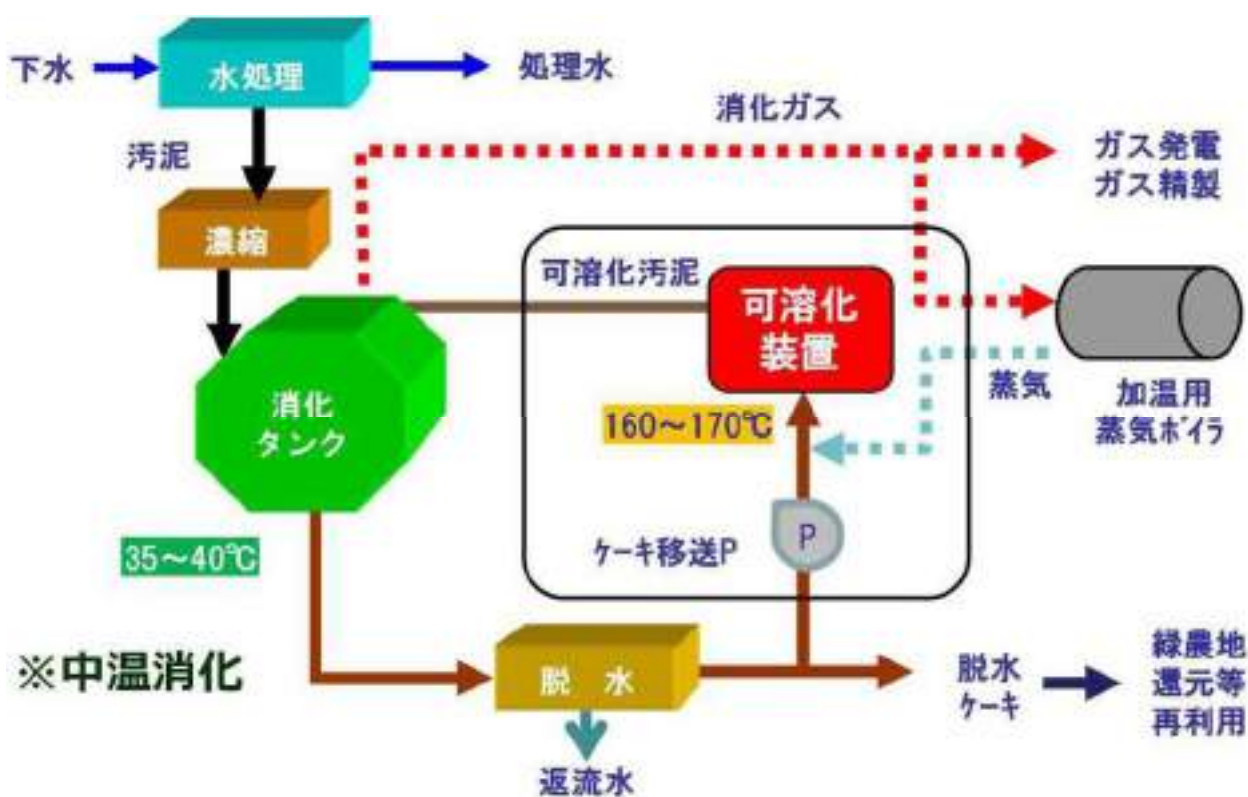 下水
水処理
処理水
消化ガス
汚泥
ガス発電
ガス精製
濃縮
可溶化汚泥
可溶化
装置
蒸気
加温用
蒸気ﾎﾞｲﾗ
消化
タンク
160～170℃
P
ｹｰｷ移送P
35～40℃
※中温消化
脱 水
脱水
ｹｰｷ
緑農地
還元等
再利用
返流水